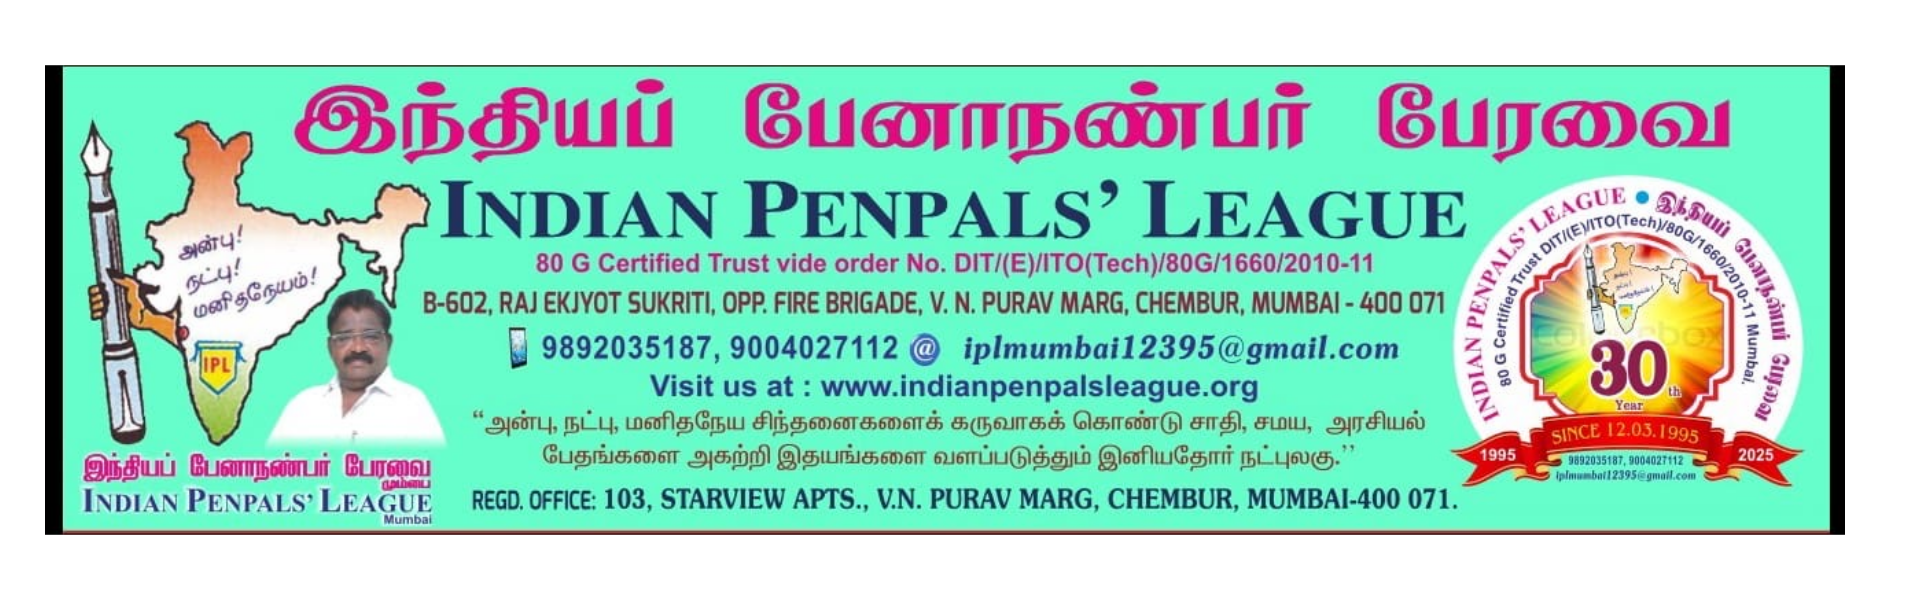 இந்தியப் பேனாநண்பர் பேரவை
INDIAN PENPALS' LEAGUE
80 G Certified Trust vide order No. DIT/(E)/ITO(Tech)/80G/1660/2010-11
B-602, RAJ EKJYOT SUKRITI, OPP. FIRE BRIGADE, V. N. PURAV MARG, CHEMBUR, MUMBAI - 400 071
9892035187, 9004027112 @ iplmumbai12395@gmail.com
Visit us at : www.indianpenpalsleague.org
“அன்பு, நட்பு, மனிதநேய சிந்தனைகளைக் கருவாகக் கொண்டு சாதி, சமய, அரசியல்
பேதங்களை அகற்றி இதயங்களை வளப்படுத்தும் இனியதோர் நட்புலகு.’’
REGD. OFFICE: 103, STARVIEW APTS., V.N. PURAV MARG, CHEMBUR, MUMBAI-400 071.
அன்பு!
நட்பு!
மனிதநேயம்!
IPL
இந்தியப் பேனாநண்பர் பேரவை
மும்பை
INDIAN PENPALS' LEAGUE
Mumbai
INDIAN PENPALS' LEAGUE • இந்தியப் பேனாநண்பர் பேரவை
80 G Certified Trust DIT/(E)/ITO(Tech)/80G/1660/2010-11 Mumbai.
30th
Year
SINCE 12.03.1995
1995
9892035187, 9004027112
iplmumbai12395@gmail.com
2025